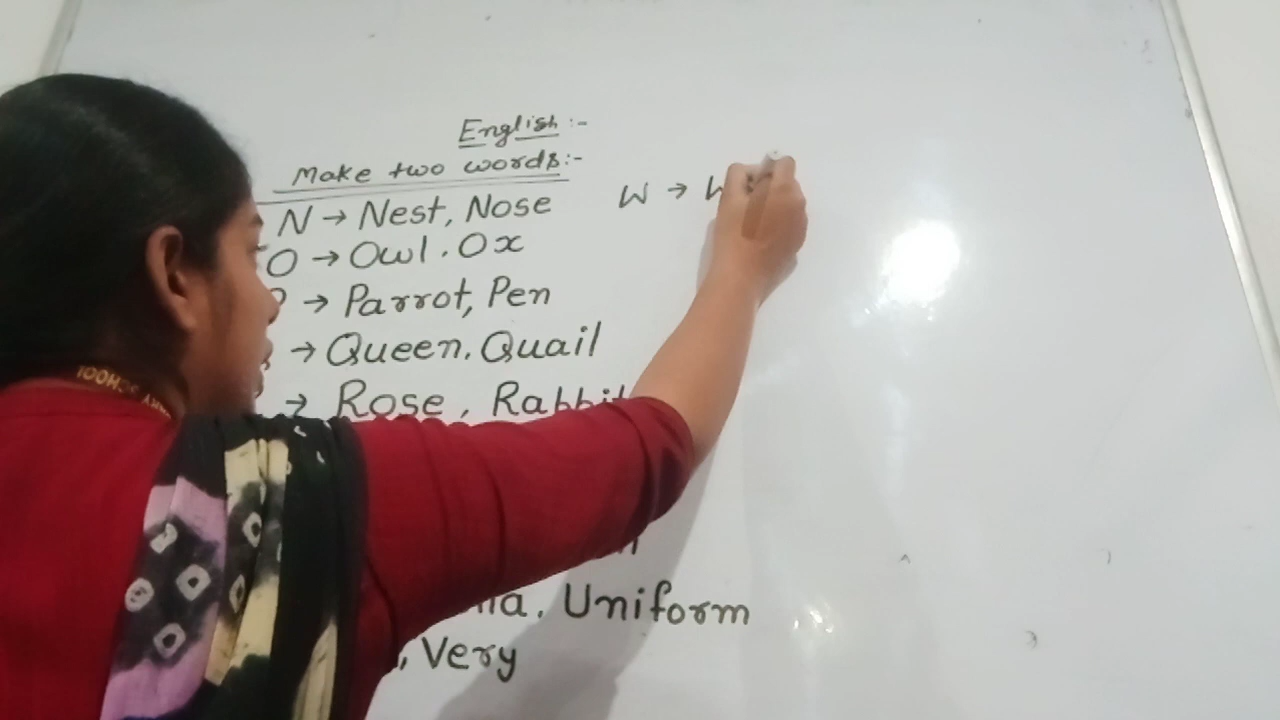 English :-
Make two words:-
N → Nest, Nose
O → Owl. Ox
→ Parrot, Pen
→ Queen. Quail
→ Rose, Rabbit
. Uniform
, Very
W →